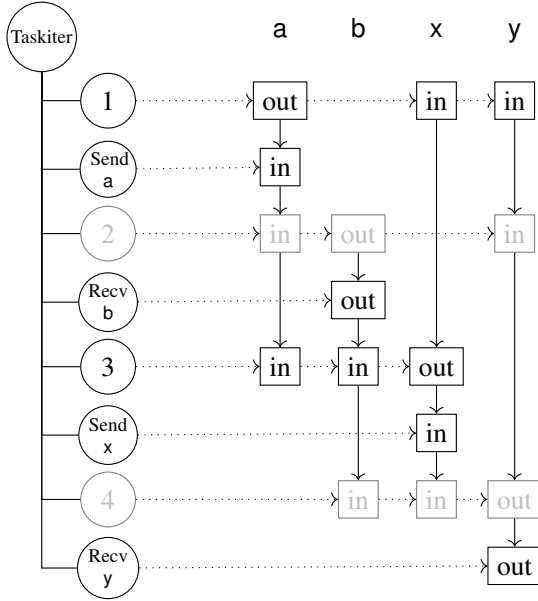 Taskiter
a b x y
1 out in in
Send
a
in
2 in out in
Recv
b
out
3 in in out
Send
x
in
4 in in out
Recv
y
out